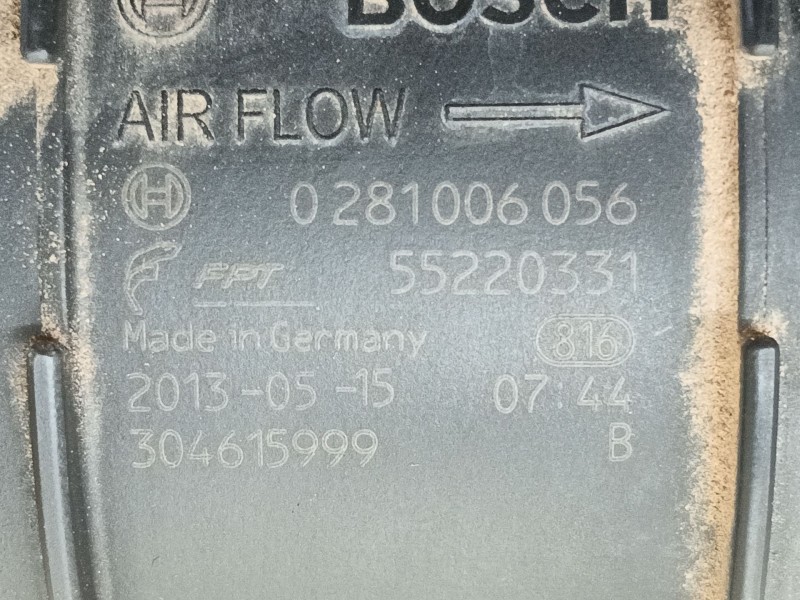 BOSCH
AIR FLOW
0 281 006 056
FPT 55220331
Made in Germany 816
2013-05-15 07:44
304615999 B